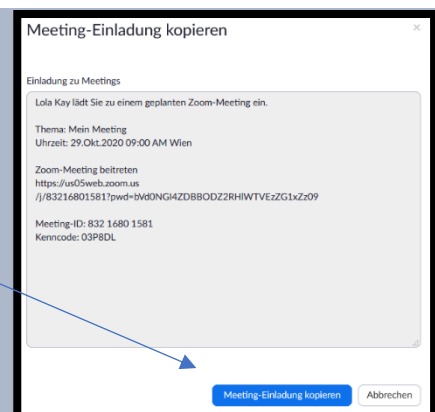 Meeting-Einladung kopieren
×
Einladung zu Meetings
Lola Kay lädt Sie zu einem geplanten Zoom-Meeting ein.
Thema: Mein Meeting
Uhrzeit: 29.Okt.2020 09:00 AM Wien
Zoom-Meeting beitreten
https://us05web.zoom.us
/j/83216801581?pwd=bVd0NGl4ZDBBODZ2RHlWTVEzZG1xZz09
Meeting-ID: 832 1680 1581
Kenncode: 03P8DL
Meeting-Einladung kopieren
Abbrechen